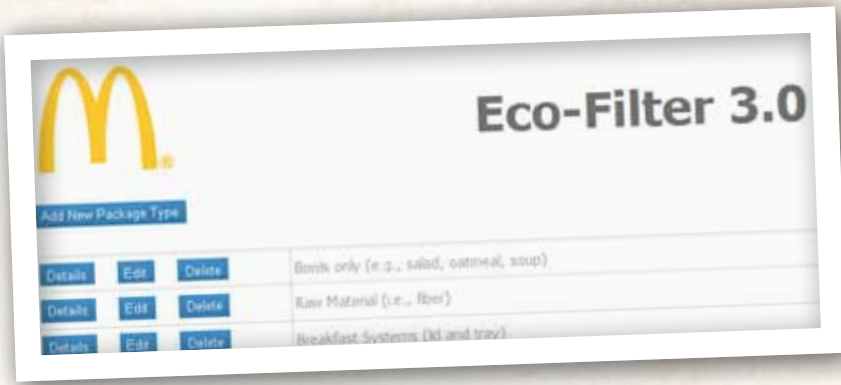 ®
Eco-Filter 3.0
Add New Package Type
Details Edit Delete Bowls only (e.g., salad, oatmeal, soup)
Details Edit Delete Raw Material (i.e., fiber)
Details Edit Delete Breakfast Systems (lid and tray)